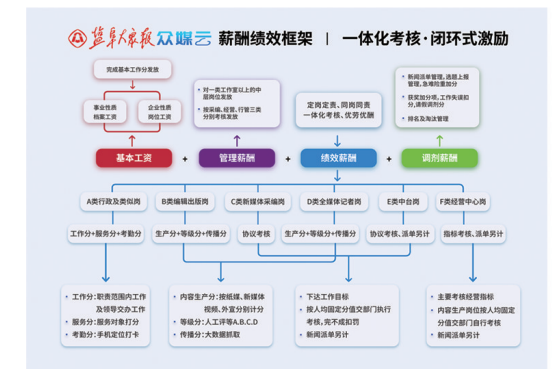 盐阜大众报 众媒云 薪酬绩效框架 | 一体化考核·闭环式激励
完成基本工作分发放
事业性质
档案工资
企业性质
岗位工资
对一类工作室以上的中
层岗位发放
按采编、经营、行管三类
分别考核发放
定岗定责、同岗同责
一体化考核、优劳优酬
新闻派单管理、选题上报
管理、急难险重加分
获奖加分项、工作失误扣
分、请假调剂分
排名及淘汰管理
基本工资 + 管理薪酬 + 绩效薪酬 + 调剂薪酬
A类行政及类似岗
B类编辑出版岗
C类新媒体采编岗
D类全媒体记者岗
E类中台岗
F类经营中心岗
工作分+服务分+考勤分
生产分+等级分+传播分
协议考核
生产分+等级分+传播分
协议考核、派单另计
指标考核、派单另计
工作分:职责范围内工作
及领导交办工作
服务分:服务对象打分
考勤分:手机定位打卡
内容生产分:按纸媒、新媒体
视频、外宣分别计分
等级分:人工评等A.B.C.D
传播分:大数据抓取
下达工作目标
按人均固定分值交部门执行
考核,完不成扣罚
新闻派单另计
主要考核经营指标
内容生产岗位按人均固定
分值交部门自行考核
新闻派单另计